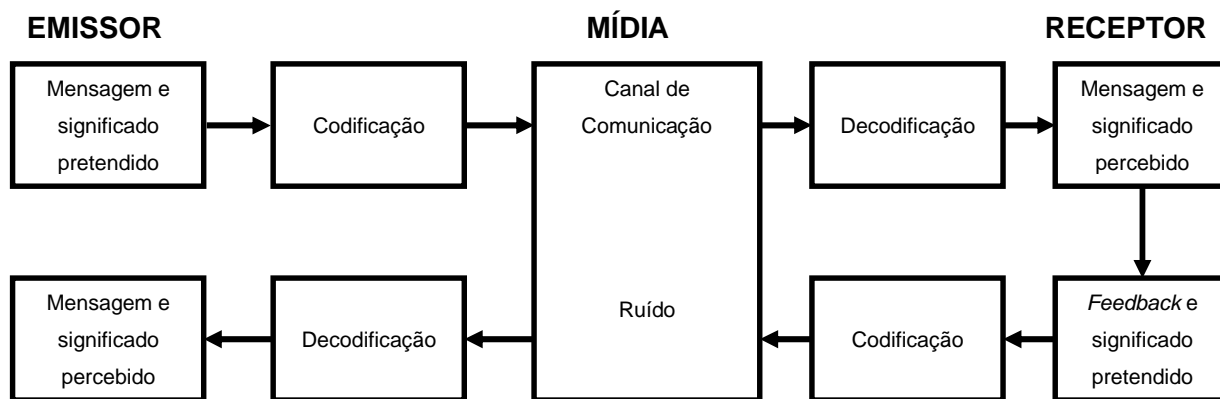 EMISSOR
MÍDIA
RECEPTOR
Mensagem e
significado
pretendido
Codificação
Canal de
Comunicação
Decodificação
Mensagem e
significado
percebido
Mensagem e
significado
percebido
Decodificação
Ruído
Codificação
Feedback e
significado
pretendido